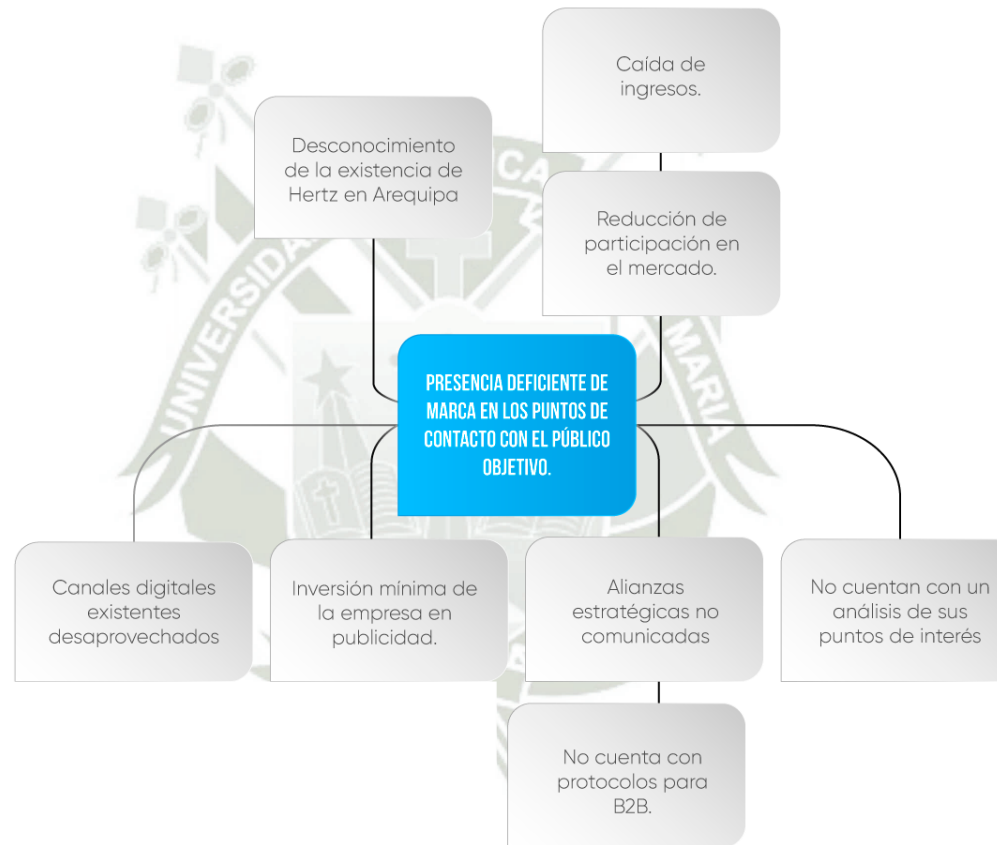 Caída de
ingresos.
Desconocimiento
de la existencia de
Hertz en Arequipa
Reducción de
participación en
el mercado.
PRESENCIA DEFICIENTE DE
MARCA EN LOS PUNTOS DE
CONTACTO CON EL PÚBLICO
OBJETIVO.
Canales digitales
existentes
desaprovechados
Inversión mínima de
la empresa en
publicidad.
Alianzas
estratégicas no
comunicadas
No cuentan con un
análisis de sus
puntos de interés
No cuenta con
protocolos para
B2B.
MARIA